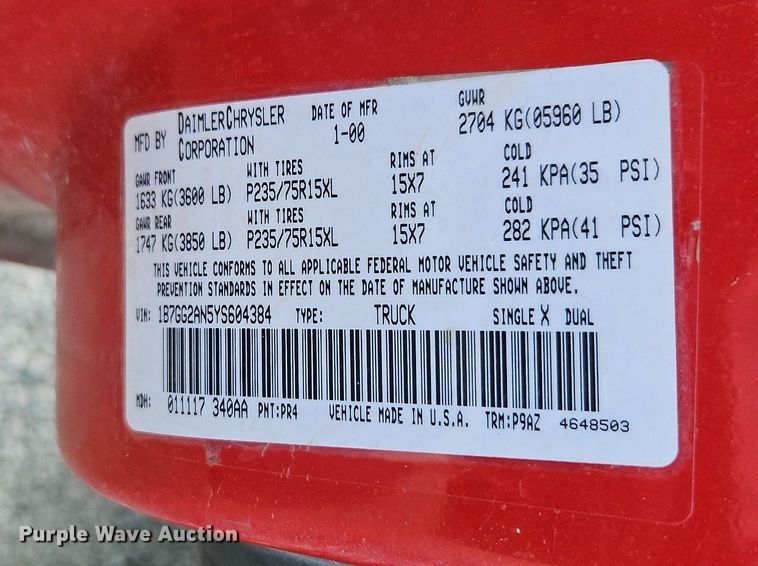 MFD BY DAIMLERCHRYSLER CORPORATION DATE OF MFR 1-00 GVWR 2704 KG(05960 LB)
GAWR FRONT WITH TIRES RIMS AT COLD
1633 KG(3600 LB) P235/75R15XL 15X7 241 KPA(35 PSI)
GAWR REAR WITH TIRES RIMS AT COLD
1747 KG(3850 LB) P235/75R15XL 15X7 282 KPA(41 PSI)
THIS VEHICLE CONFORMS TO ALL APPLICABLE FEDERAL MOTOR VEHICLE SAFETY AND THEFT
PREVENTION STANDARDS IN EFFECT ON THE DATE OF MANUFACTURE SHOWN ABOVE.
VIN: 1B7GG2AN5YS604384 TYPE: TRUCK SINGLE X DUAL
MDH: 011117 340AA PNT:PR4 VEHICLE MADE IN U.S.A. TRM:P9AZ 4648503
Purple Wave Auction